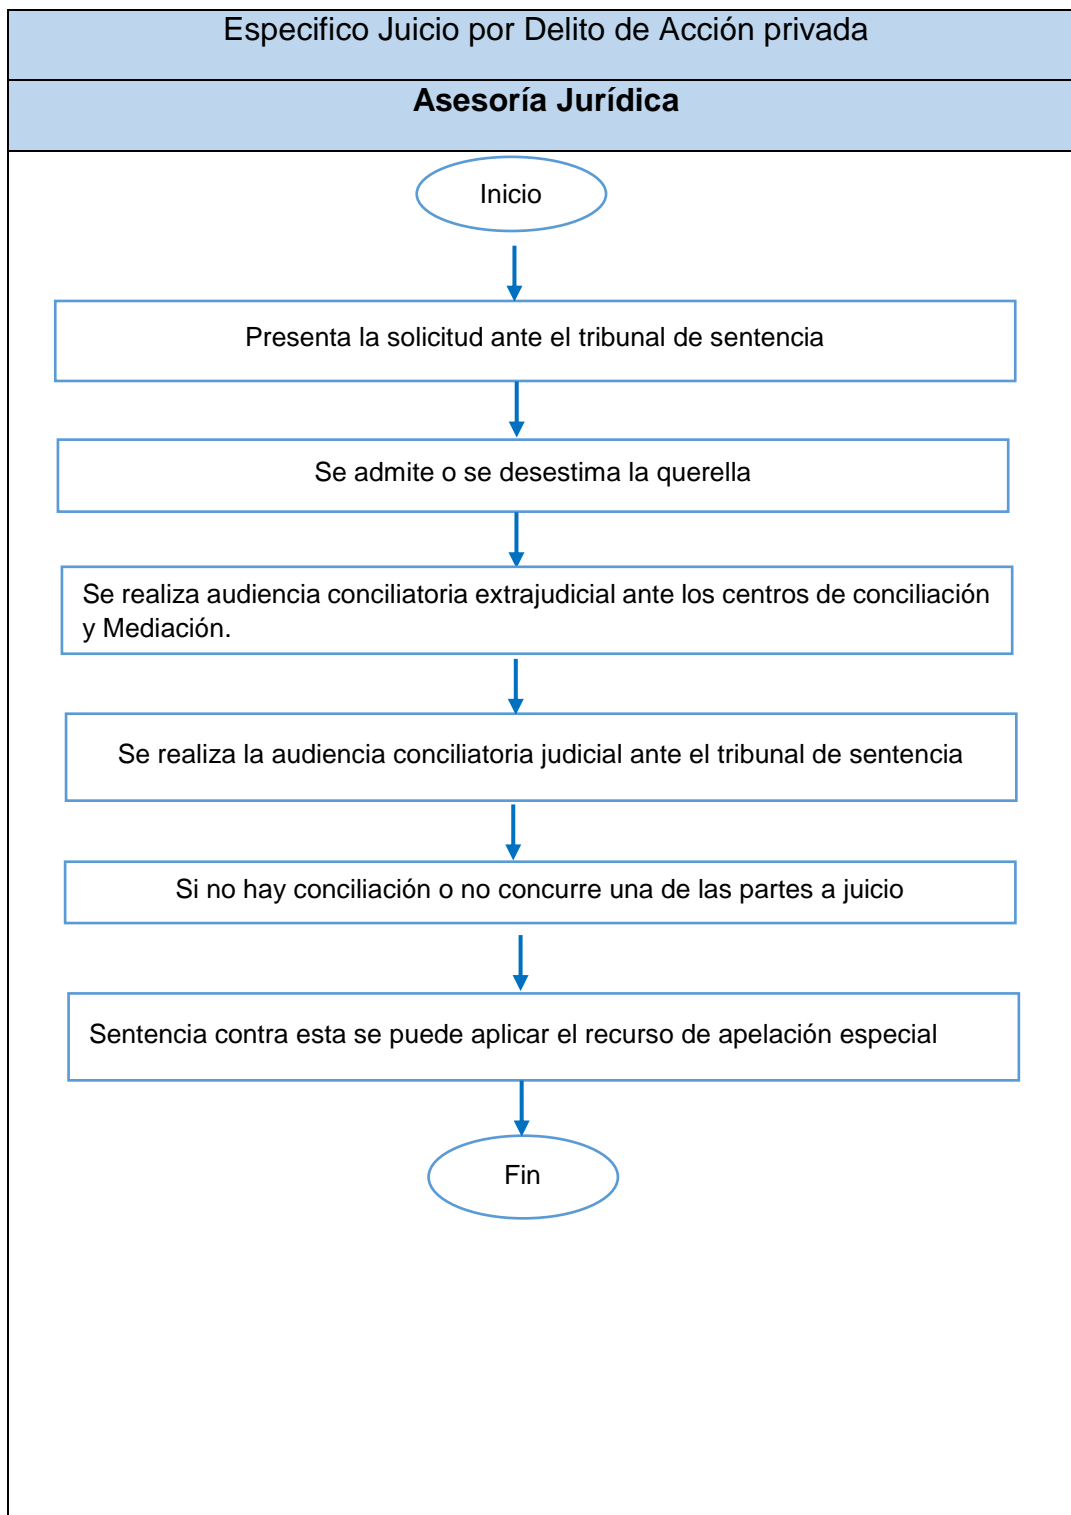 Especifico Juicio por Delito de Acción privada
Asesoría Jurídica
Inicio
Presenta la solicitud ante el tribunal de sentencia
Se admite o se desestima la querella
Se realiza audiencia conciliatoria extrajudicial ante los centros de conciliación
y Mediación.
Se realiza la audiencia conciliatoria judicial ante el tribunal de sentencia
Si no hay conciliación o no concurre una de las partes a juicio
Sentencia contra esta se puede aplicar el recurso de apelación especial
Fin